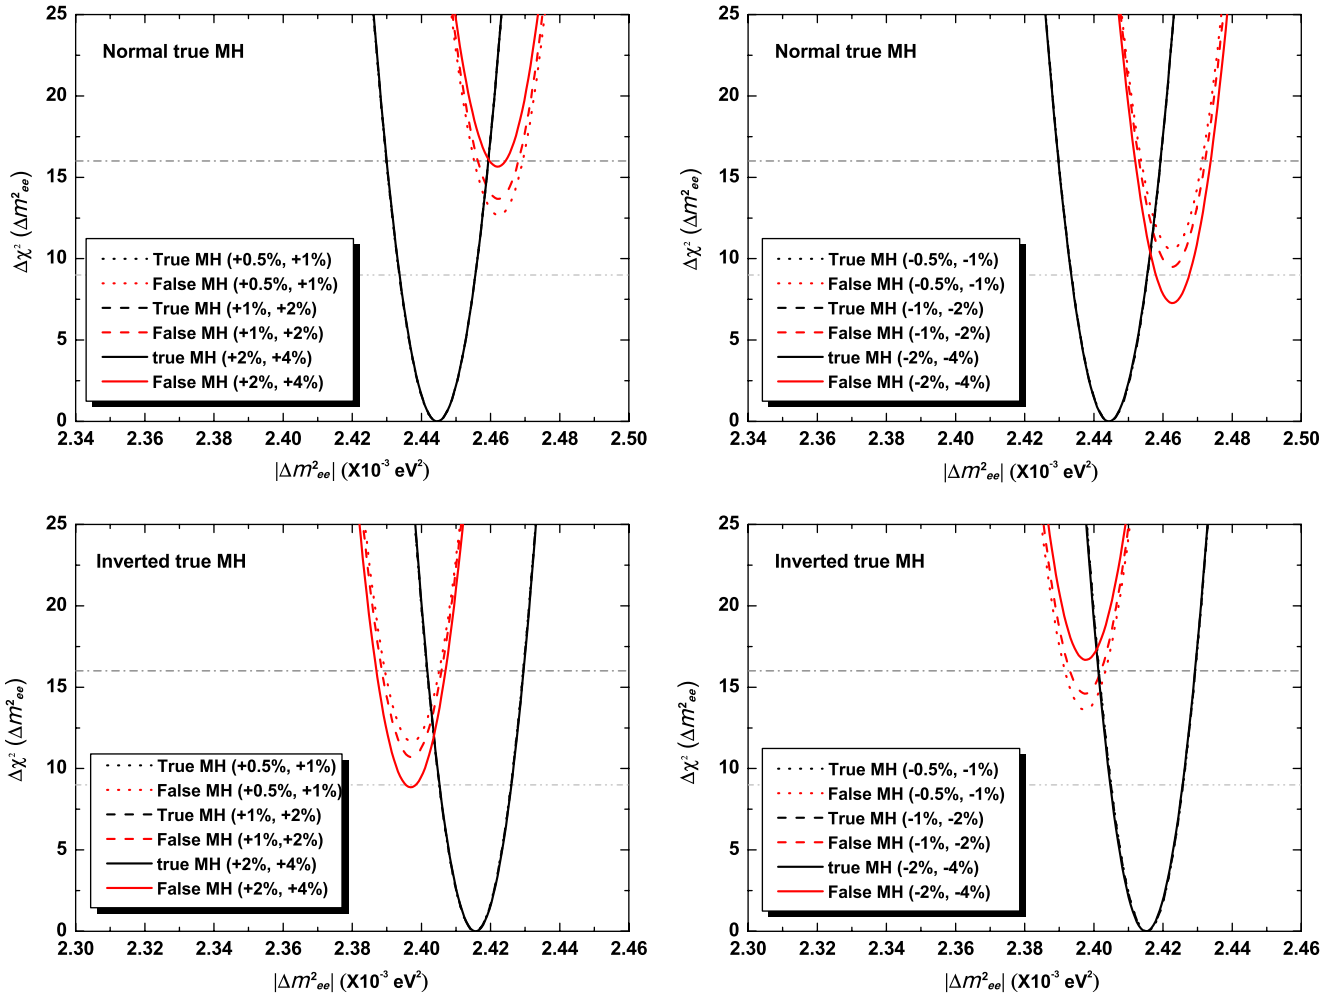 Normal true MH
25
20
15
10
5
0
Δχ² (Δm²ee)
True MH (+0.5%, +1%)
False MH (+0.5%, +1%)
True MH (+1%, +2%)
False MH (+1%, +2%)
true MH (+2%, +4%)
False MH (+2%, +4%)
2.34 2.36 2.38 2.40 2.42 2.44 2.46 2.48 2.50
|Δm²ee| (X10⁻³ eV²)
Normal true MH
25
20
15
10
5
0
Δχ² (Δm²ee)
True MH (-0.5%, -1%)
False MH (-0.5%, -1%)
True MH (-1%, -2%)
False MH (-1%, -2%)
true MH (-2%, -4%)
False MH (-2%, -4%)
2.34 2.36 2.38 2.40 2.42 2.44 2.46 2.48 2.50
|Δm²ee| (X10⁻³ eV²)
Inverted true MH
25
20
15
10
5
0
Δχ² (Δm²ee)
True MH (+0.5%, +1%)
False MH (+0.5%, +1%)
True MH (+1%, +2%)
False MH (+1%,+2%)
true MH (+2%, +4%)
False MH (+2%, +4%)
2.30 2.32 2.34 2.36 2.38 2.40 2.42 2.44 2.46
|Δm²ee| (X10⁻³ eV²)
Inverted true MH
25
20
15
10
5
0
Δχ² (Δm²ee)
True MH (-0.5%, -1%)
False MH (-0.5%, -1%)
True MH (-1%, -2%)
False MH (-1%, -2%)
true MH (-2%, -4%)
False MH (-2%, -4%)
2.30 2.32 2.34 2.36 2.38 2.40 2.42 2.44 2.46
|Δm²ee| (X10⁻³ eV²)